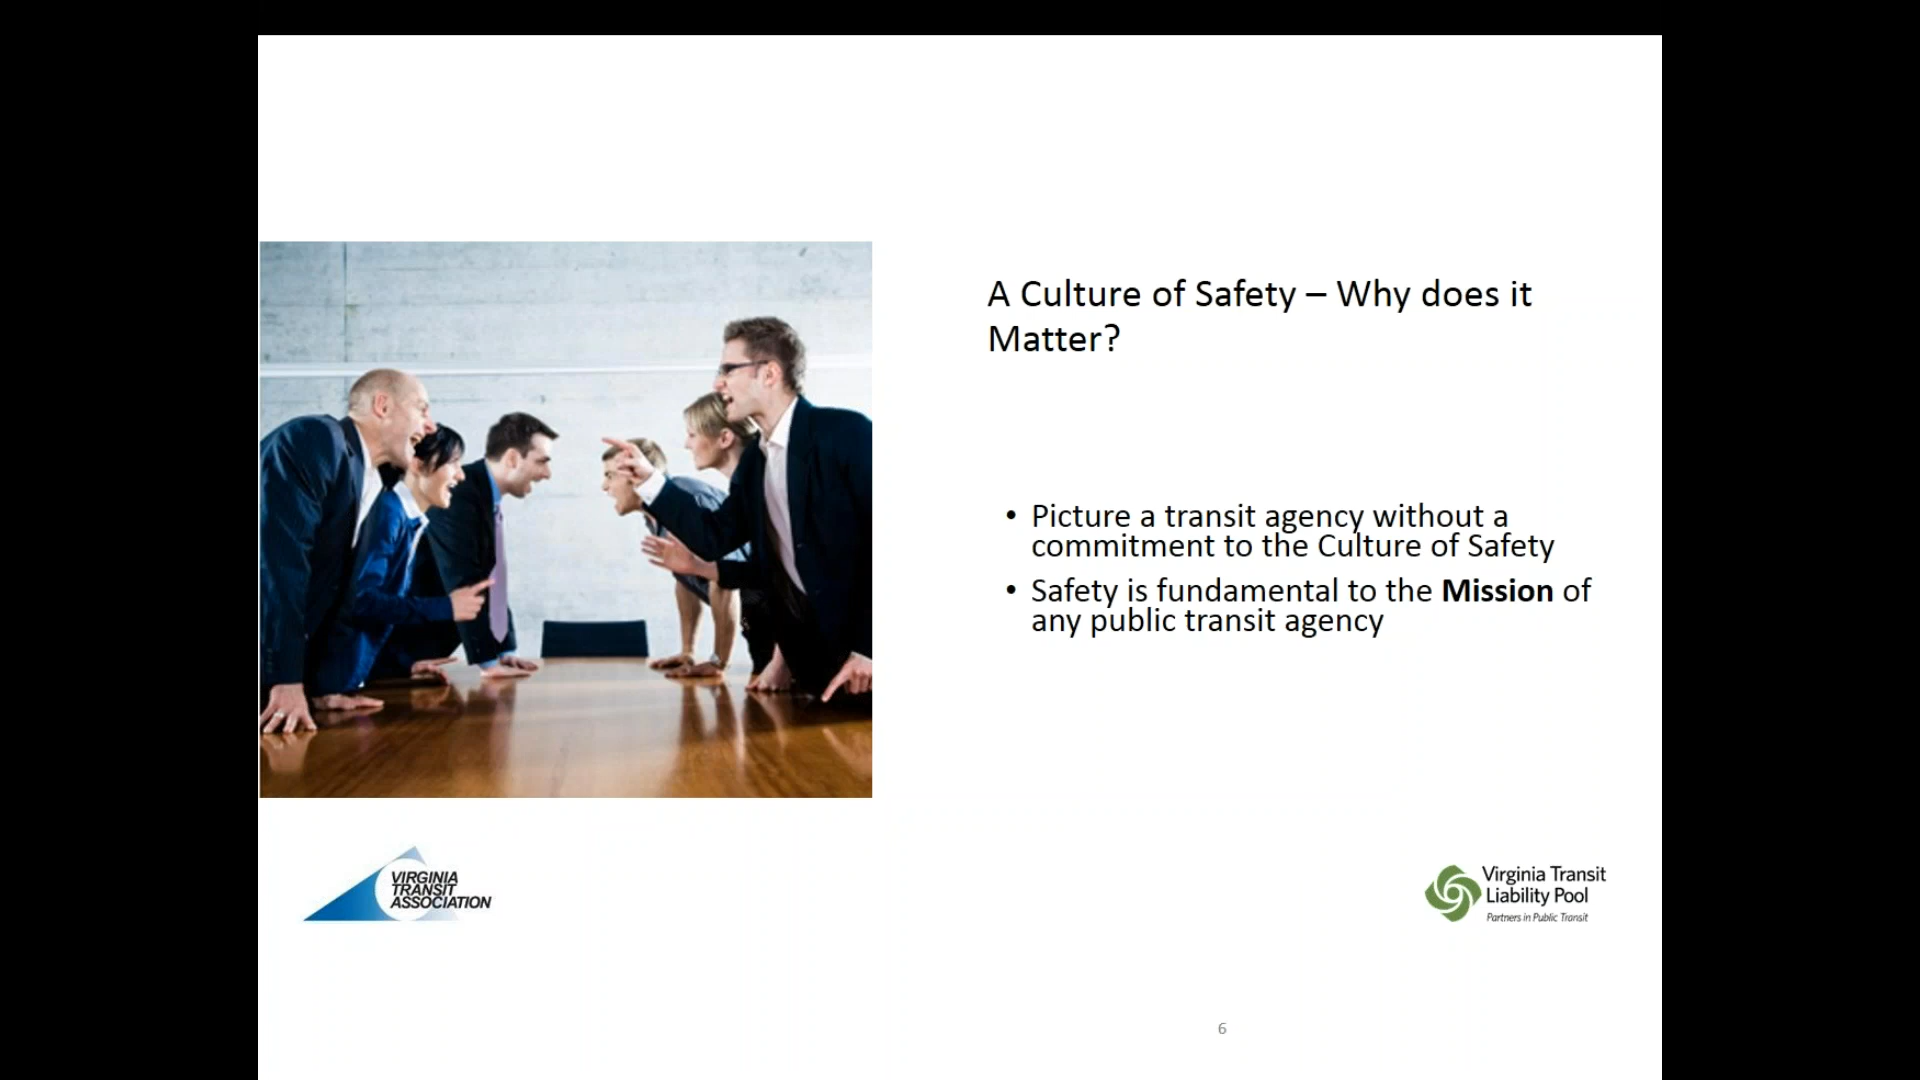 A Culture of Safety – Why does it
Matter?
• Picture a transit agency without a
commitment to the Culture of Safety
• Safety is fundamental to the Mission of
any public transit agency
VIRGINIA
TRANSIT
ASSOCIATION
Virginia Transit
Liability Pool
Partners in Public Transit
6